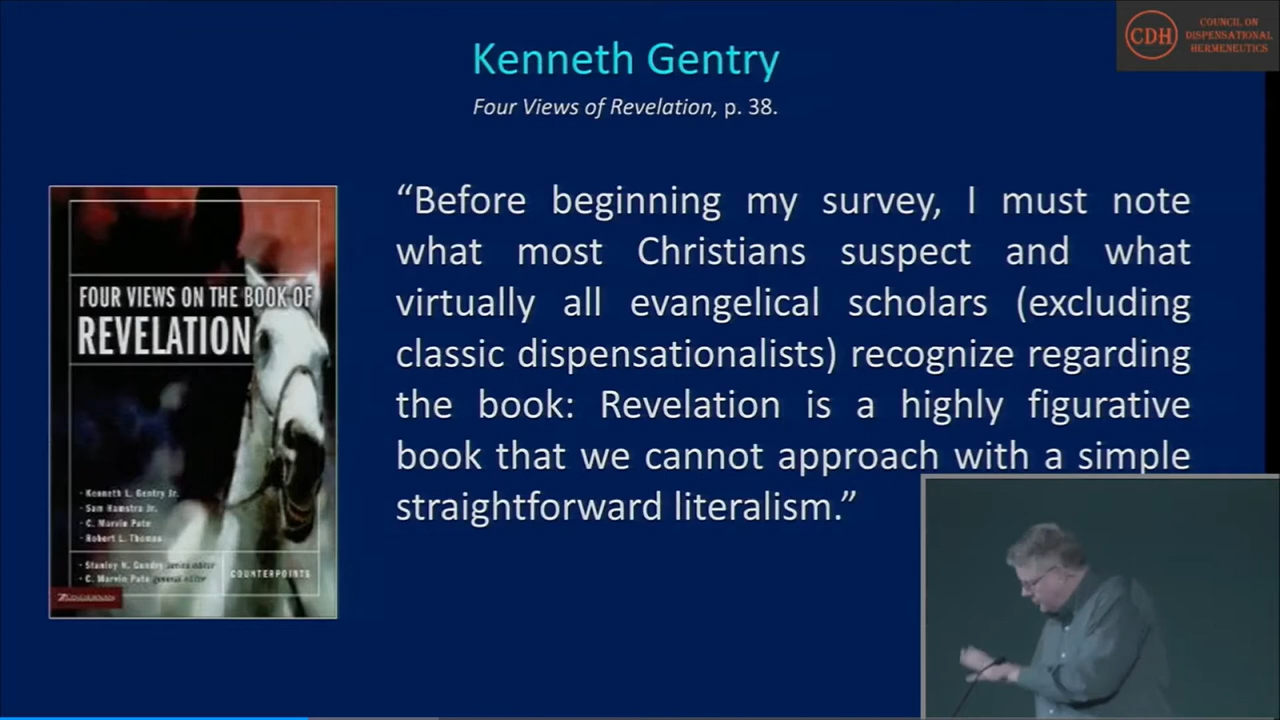 CDH
COUNCIL ON
DISPENSATIONAL
HERMENEUTICS
Kenneth Gentry
Four Views of Revelation, p. 38.
“Before beginning my survey, I must note
what most Christians suspect and what
virtually all evangelical scholars (excluding
classic dispensationalists) recognize regarding
the book: Revelation is a highly figurative
book that we cannot approach with a simple
straightforward literalism.”
FOUR VIEWS ON THE BOOK OF
REVELATION
· Kenneth L. Gentry Jr.
· Sam Hamstra Jr.
· C. Marvin Pate
· Robert L. Thomas
· Stanley N. Gundry series editor
· C. Marvin Pate general editor
COUNTERPOINTS
ZONDERVAN